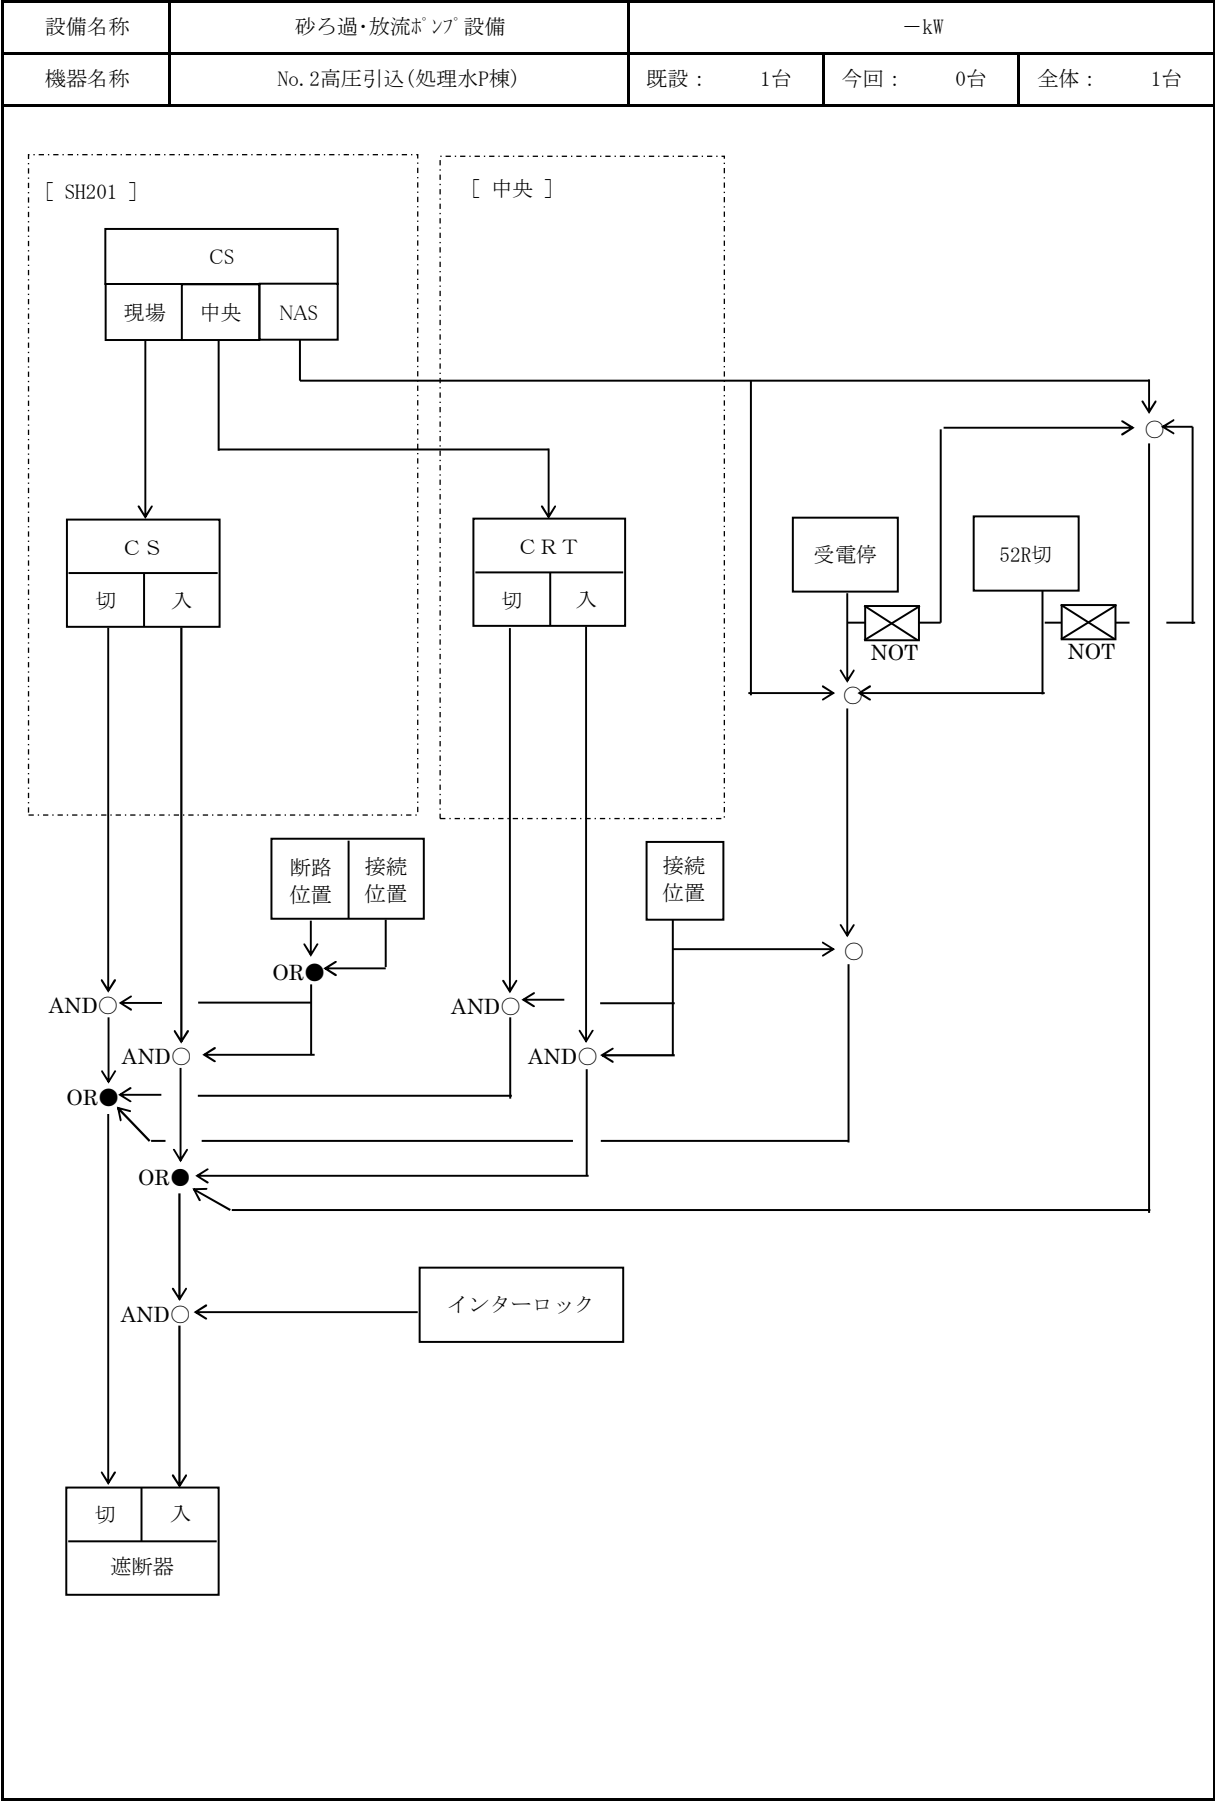 設備名称 砂ろ過・放流ﾎﾟﾝﾌﾟ設備 －kW
機器名称 No.2高圧引込(処理水P棟) 既設： 1台 今回： 0台 全体： 1台
[ SH201 ]
[ 中央 ]
CS
現場 中央 NAS
ＣＳ
切 入
ＣＲＴ
切 入
受電停
52R切
NOT
NOT
断路
位置
接続
位置
接続
位置
OR
AND
AND
AND
AND
OR
OR
AND
インターロック
切 入
遮断器